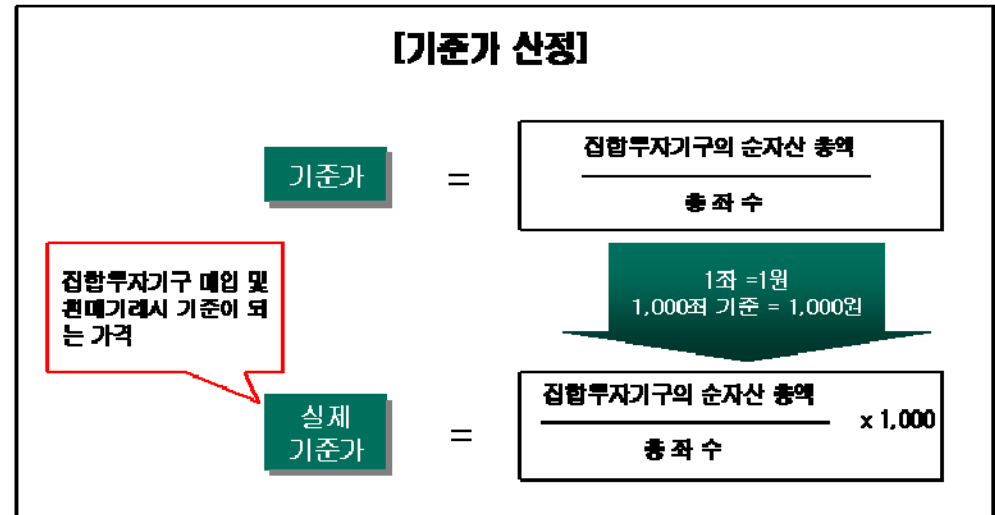 [기준가 산정]
기준가
=
집합투자기구의 순자산 총액
총 좌 수
집합투자기구 매입 및
환매거래시 기준이 되
는 가격
1좌 =1원
1,000좌 기준 = 1,000원
실제
기준가
=
집합투자기구의 순자산 총액
총 좌 수
x 1,000